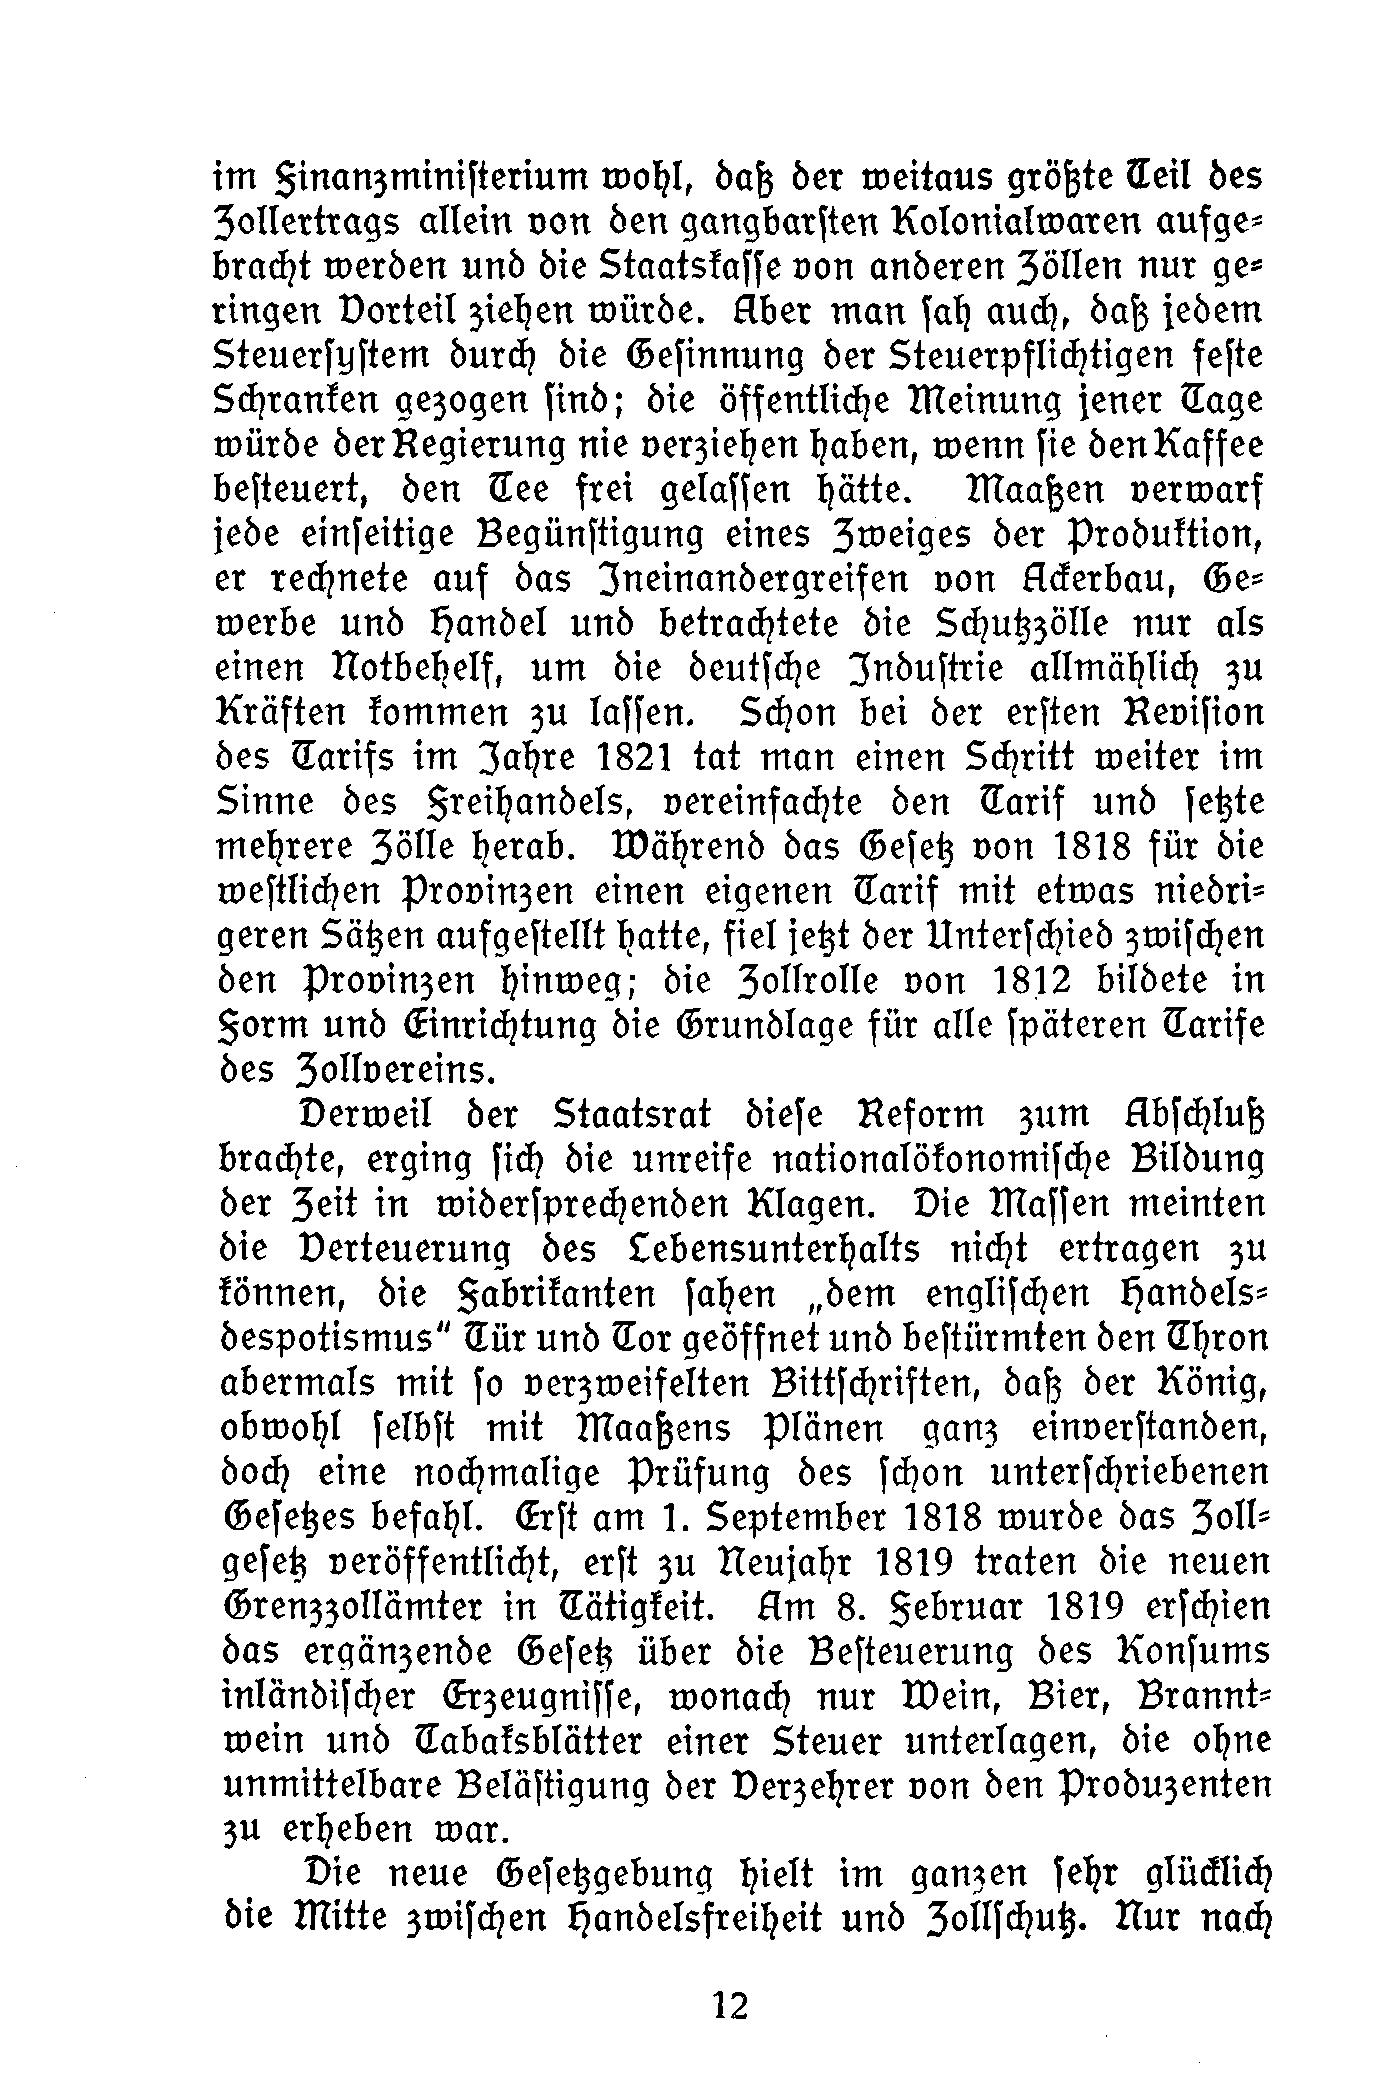 im Finanzministerium wohl, daß der weitaus größte Teil des
Zollertrags allein von den gangbarsten Kolonialwaren aufge-
bracht werden und die Staatskasse von anderen Zöllen nur ge-
ringen Vorteil ziehen würde. Aber man sah auch, daß jedem
Steuersystem durch die Gesinnung der Steuerpflichtigen feste
Schranken gezogen sind; die öffentliche Meinung jener Tage
würde der Regierung nie verziehen haben, wenn sie den Kaffee
besteuert, den Tee frei gelassen hätte. Maaßen verwarf
jede einseitige Begünstigung eines Zweiges der Produktion,
er rechnete auf das Ineinandergreifen von Ackerbau, Ge-
werbe und Handel und betrachtete die Schutzzölle nur als
einen Notbehelf, um die deutsche Industrie allmählich zu
Kräften kommen zu lassen. Schon bei der ersten Revision
des Tarifs im Jahre 1821 tat man einen Schritt weiter im
Sinne des Freihandels, vereinfachte den Tarif und setzte
mehrere Zölle herab. Während das Gesetz von 1818 für die
westlichen Provinzen einen eigenen Tarif mit etwas niedri-
geren Sätzen aufgestellt hatte, fiel jetzt der Unterschied zwischen
den Provinzen hinweg; die Zollrolle von 1812 bildete in
Form und Einrichtung die Grundlage für alle späteren Tarife
des Zollvereins.
Derweil der Staatsrat diese Reform zum Abschluß
brachte, erging sich die unreife nationalökonomische Bildung
der Zeit in widersprechenden Klagen. Die Massen meinten
die Verteuerung des Lebensunterhalts nicht ertragen zu
können, die Fabrikanten sahen „dem englischen Handels-
despotismus“ Tür und Tor geöffnet und bestürmten den Thron
abermals mit so verzweifelten Bittschriften, daß der König,
obwohl selbst mit Maaßens Plänen ganz einverstanden,
doch eine nochmalige Prüfung des schon unterschriebenen
Gesetzes befahl. Erst am 1. September 1818 wurde das Zoll-
gesetz veröffentlicht, erst zu Neujahr 1819 traten die neuen
Grenzzollämter in Tätigkeit. Am 8. Februar 1819 erschien
das ergänzende Gesetz über die Besteuerung des Konsums
inländischer Erzeugnisse, wonach nur Wein, Bier, Brannt-
wein und Tabaksblätter einer Steuer unterlagen, die ohne
unmittelbare Belästigung der Verzehrer von den Produzenten
zu erheben war.
Die neue Gesetzgebung hielt im ganzen sehr glücklich
die Mitte zwischen Handelsfreiheit und Zollschutz. Nur nach
12